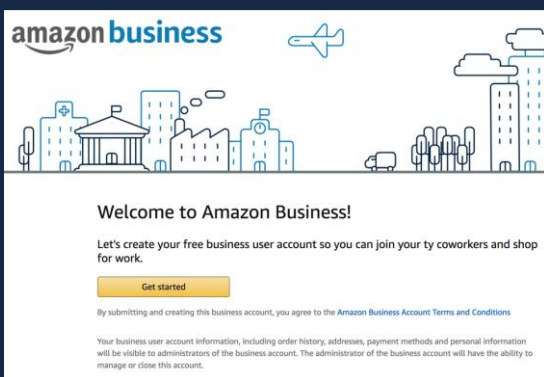 amazon business
Welcome to Amazon Business!
Let's create your free business user account so you can join your ty coworkers and shop
for work.
Get started
By submitting and creating this business account, you agree to the Amazon Business Account Terms and Conditions
Your business user account information, including order history, addresses, payment methods and personal information
will be visible to administrators of the business account. The administrator of the business account will have the ability to
manage or close this account.